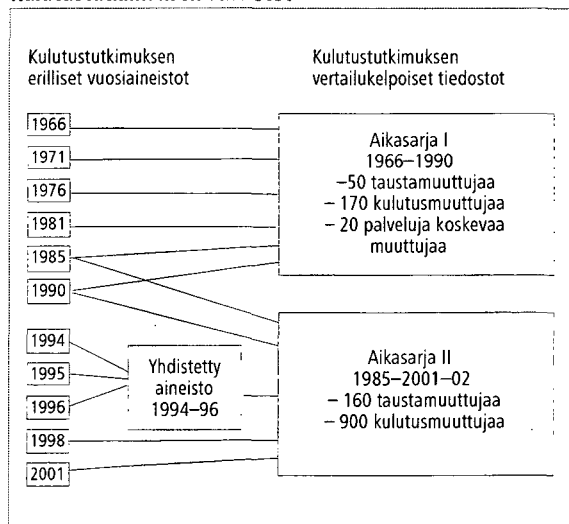 Kulutustutkimuksen
erilliset vuosiaineistot
Kulutustutkimuksen
vertailukelpoiset tiedostot
1966
1971
1976
1981
1985
1990
1994
1995
1996
1998
2001
Yhdistetty
aineisto
1994–96
Aikasarja I
1966–1990
–50 taustamuuttujaa
– 170 kulutusmuuttujaa
– 20 palveluja koskevaa
muuttujaa
Aikasarja II
1985–2001–02
– 160 taustamuuttujaa
– 900 kulutusmuuttujaa